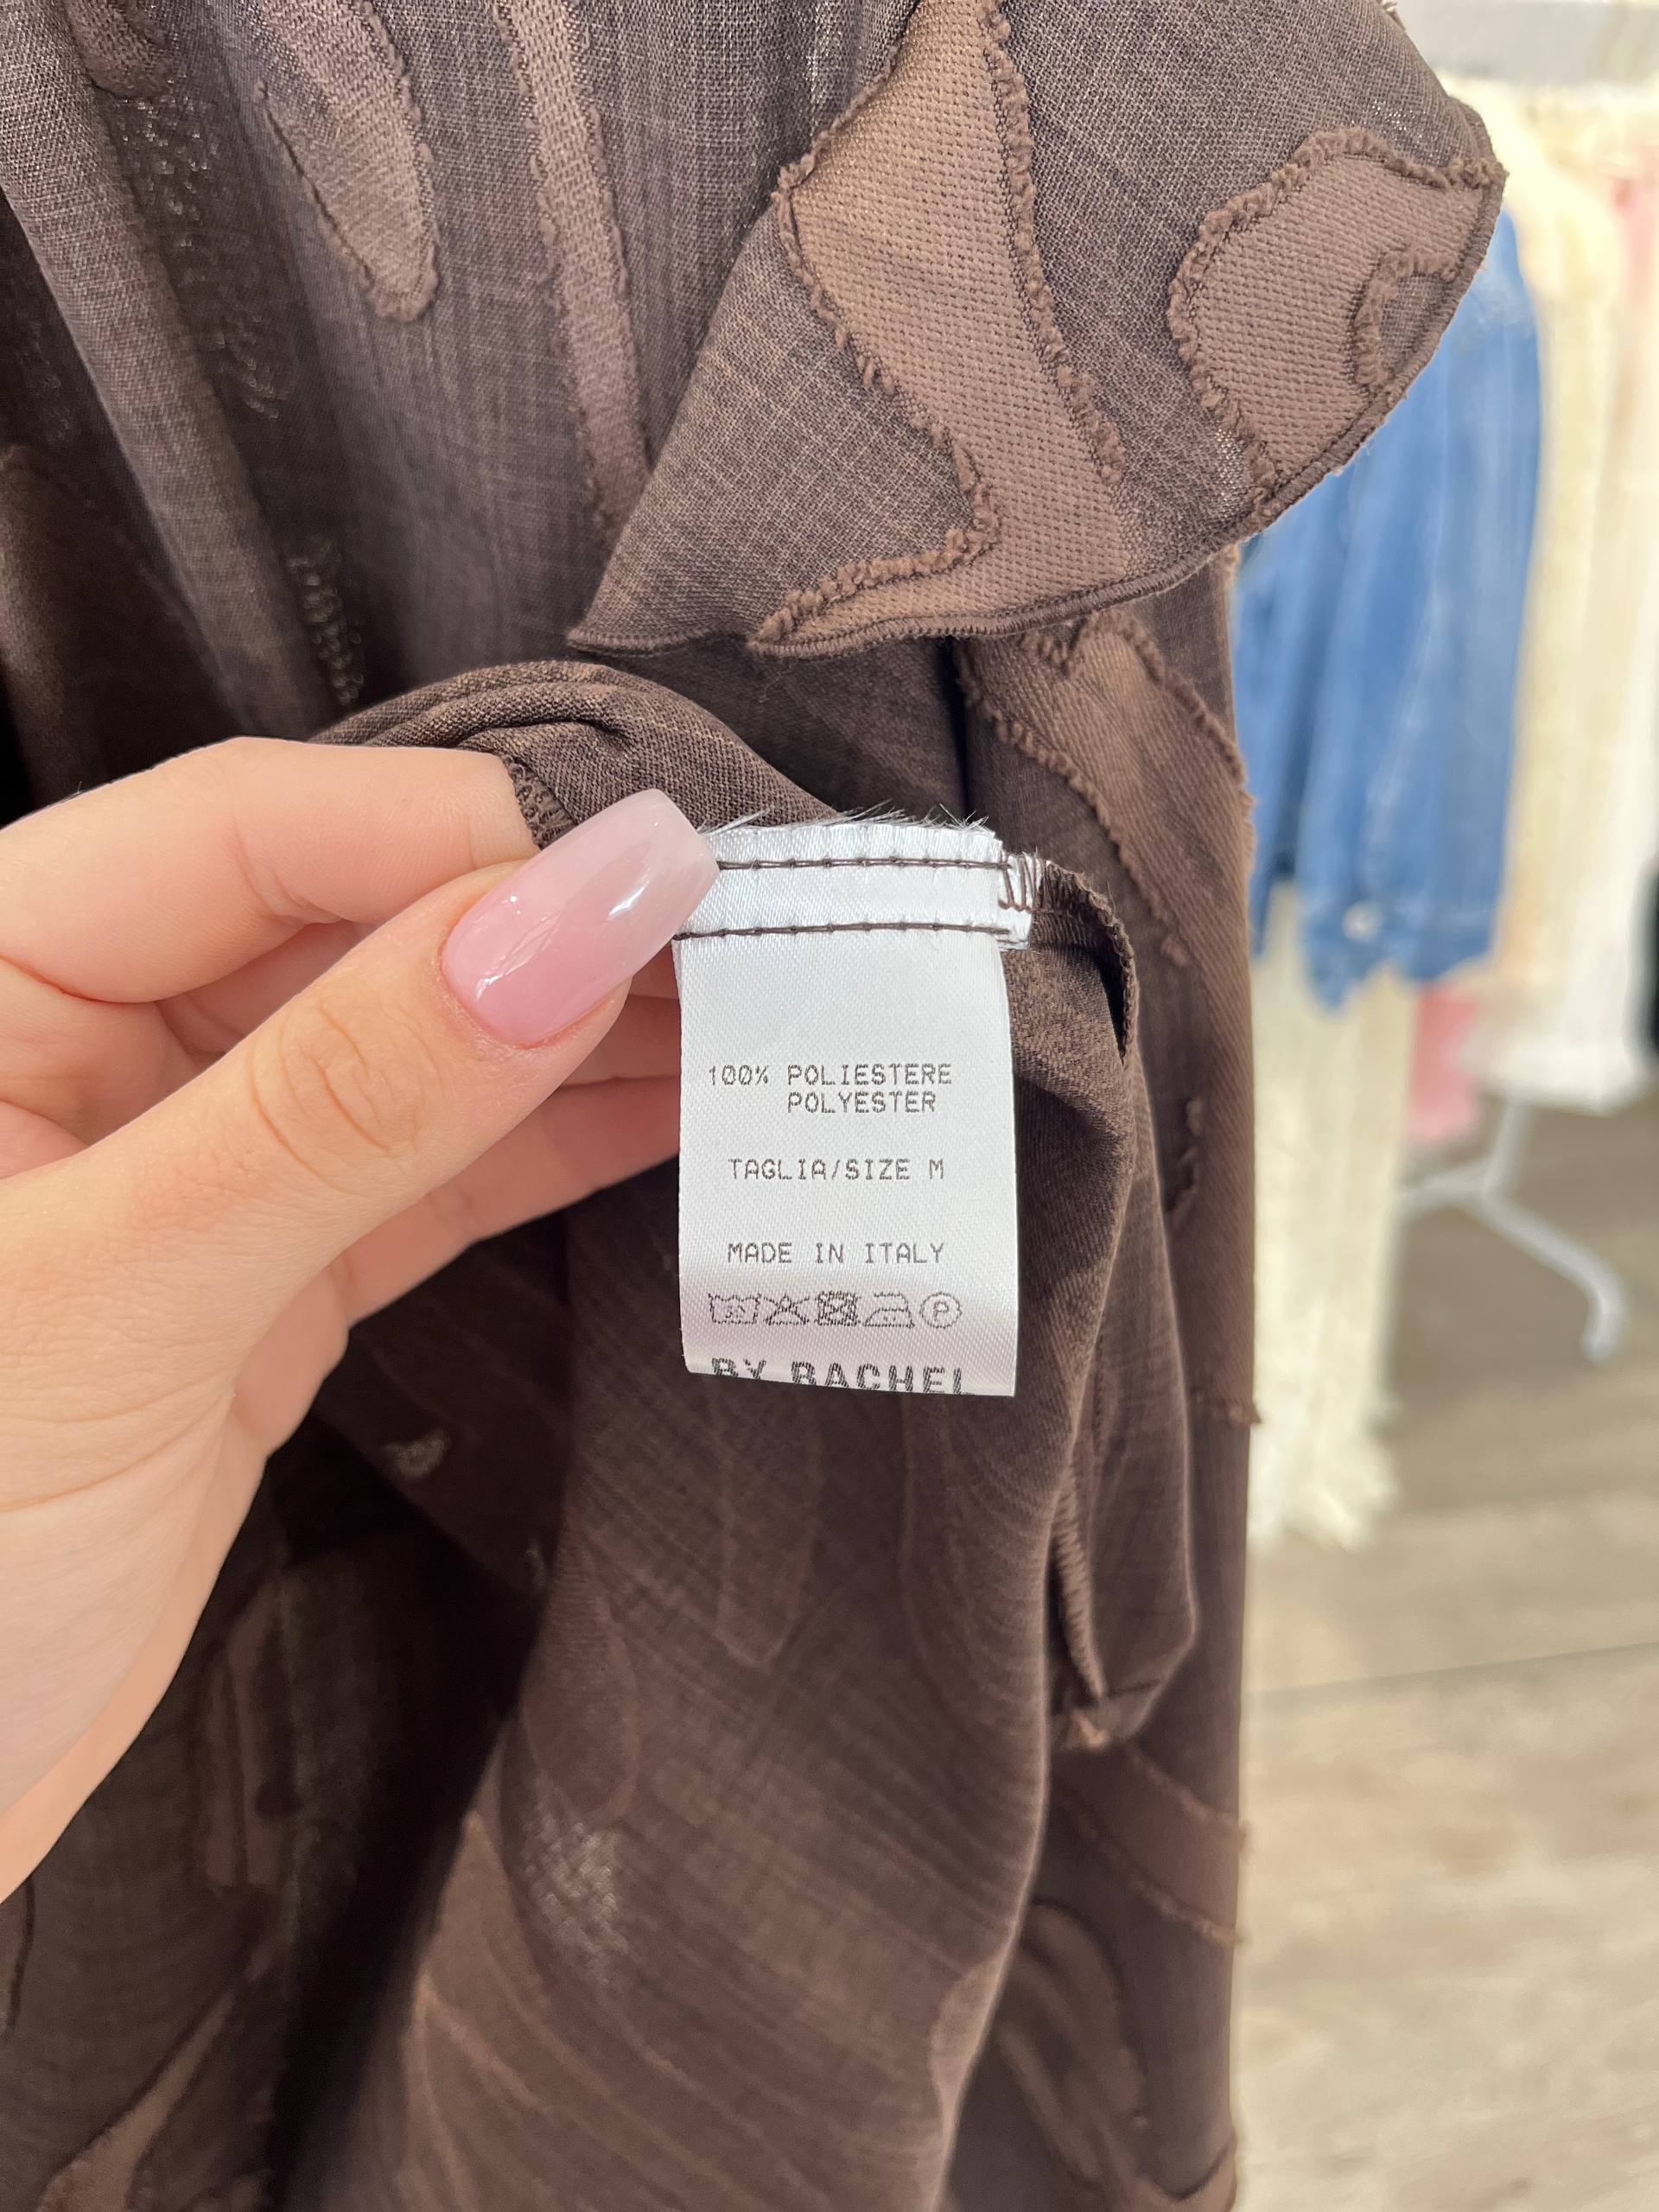 100% POLIESTERE
POLYESTER
TAGLIA/SIZE M
MADE IN ITALY
P
BY RACHEL